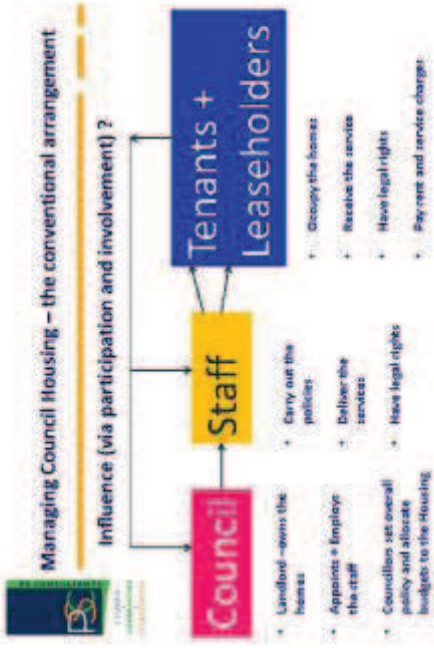 Managing Council Housing – the conventional arrangement
Influence (via participation and involvement) ?
Council
Staff
Tenants +
Leaseholders
• Landlord –owns the
homes
• Appoints + Employs
the staff
• Councillors set overall
policy and allocate
budgets to the Housing
• Carry out the
policies
• Deliver the
services
• Have legal rights
• Occupy the homes
• Receive the service
• Have legal rights
• Pay rent and service charges